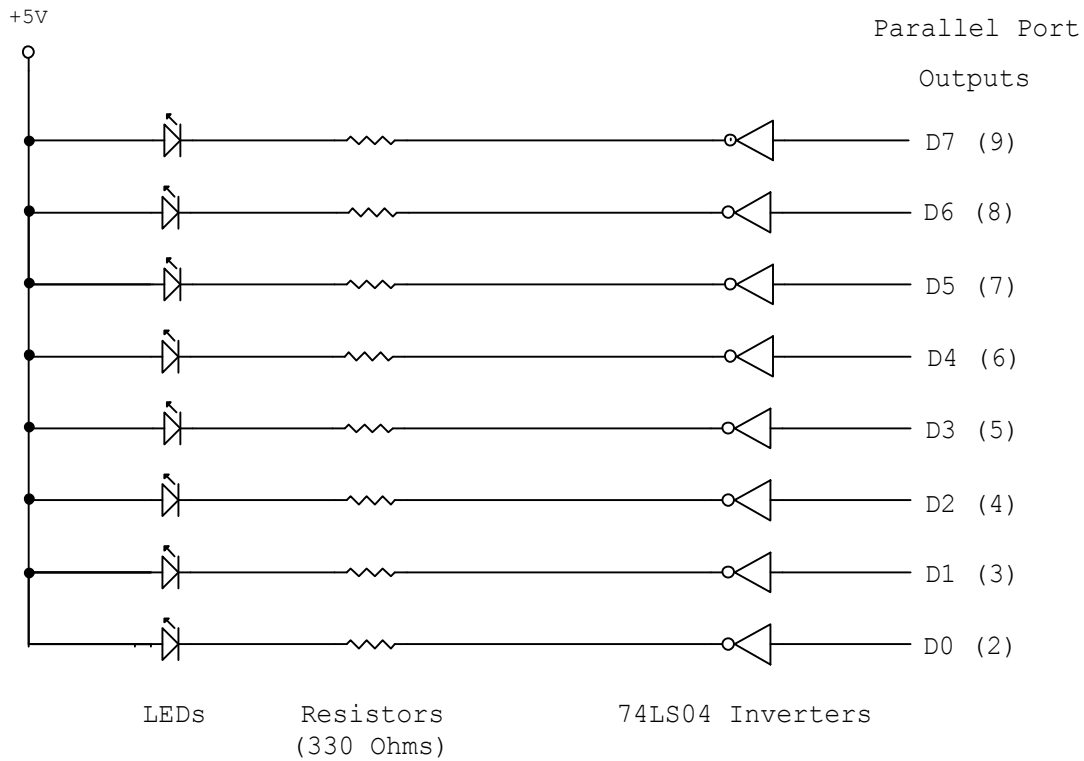 +5V
Parallel Port
Outputs
D7 (9)
D6 (8)
D5 (7)
D4 (6)
D3 (5)
D2 (4)
D1 (3)
D0 (2)
LEDs
Resistors
(330 Ohms)
74LS04 Inverters